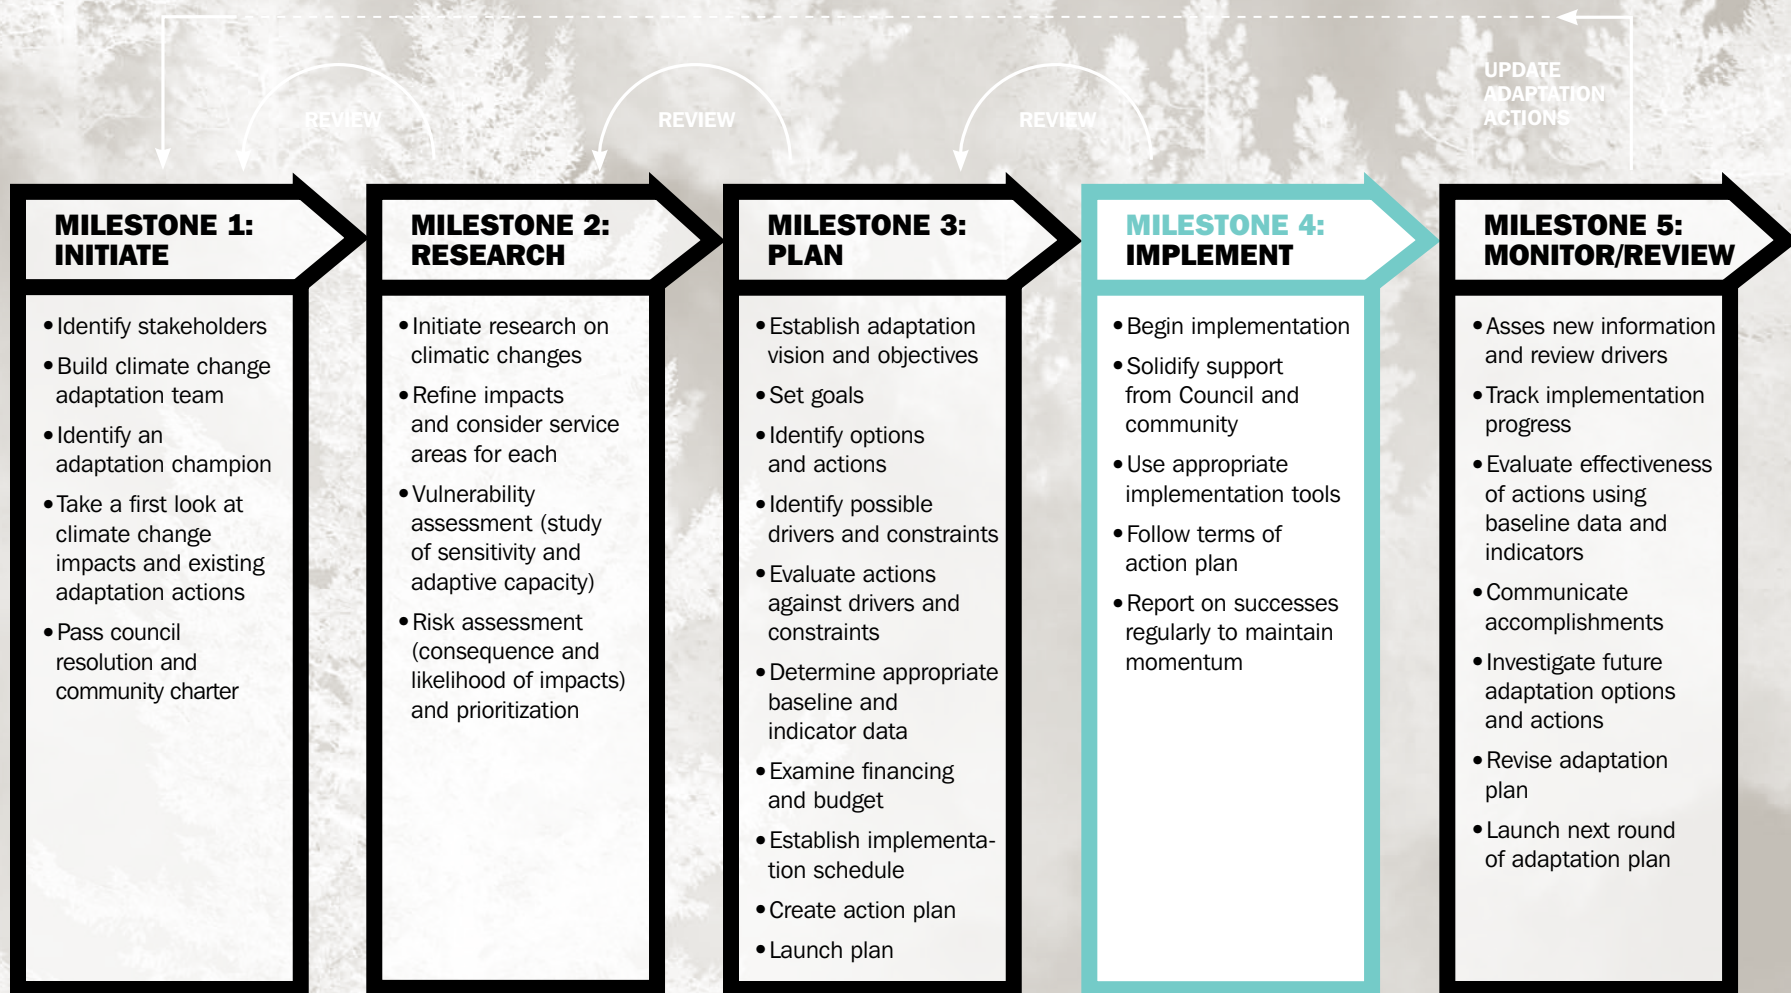 REVIEW
REVIEW
REVIEW
UPDATE
ADAPTATION
ACTIONS
MILESTONE 1:
INITIATE
• Identify stakeholders
• Build climate change
adaptation team
• Identify an
adaptation champion
• Take a first look at
climate change
impacts and existing
adaptation actions
• Pass council
resolution and
community charter
MILESTONE 2:
RESEARCH
• Initiate research on
climatic changes
• Refine impacts
and consider service
areas for each
• Vulnerability
assessment (study
of sensitivity and
adaptive capacity)
• Risk assessment
(consequence and
likelihood of impacts)
and prioritization
MILESTONE 3:
PLAN
• Establish adaptation
vision and objectives
• Set goals
• Identify options
and actions
• Identify possible
drivers and constraints
• Evaluate actions
against drivers and
constraints
• Determine appropriate
baseline and
indicator data
• Examine financing
and budget
• Establish implementa-
tion schedule
• Create action plan
• Launch plan
MILESTONE 4:
IMPLEMENT
• Begin implementation
• Solidify support
from Council and
community
• Use appropriate
implementation tools
• Follow terms of
action plan
• Report on successes
regularly to maintain
momentum
MILESTONE 5:
MONITOR/REVIEW
• Asses new information
and review drivers
• Track implementation
progress
• Evaluate effectiveness
of actions using
baseline data and
indicators
• Communicate
accomplishments
• Investigate future
adaptation options
and actions
• Revise adaptation
plan
• Launch next round
of adaptation plan